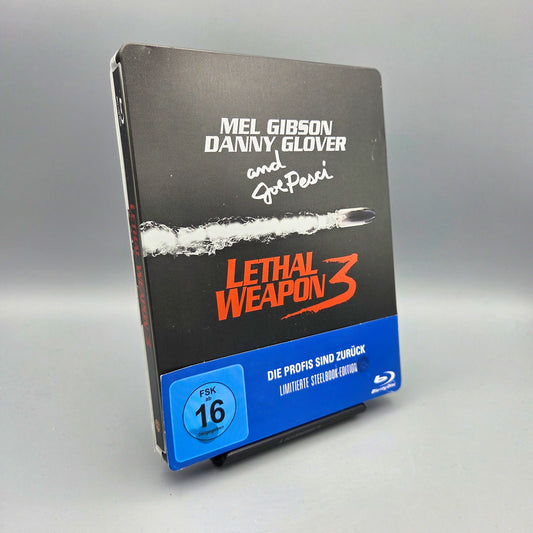 MEL GIBSON
DANNY GLOVER
and
Joe Pesci
LETHAL
WEAPON 3
LETHAL WEAPON 3
DIE PROFIS SIND ZURÜCK
LIMITIERTE STEELBOOK-EDITION
Blu-ray Disc
FSK
ab
16
freigegeben